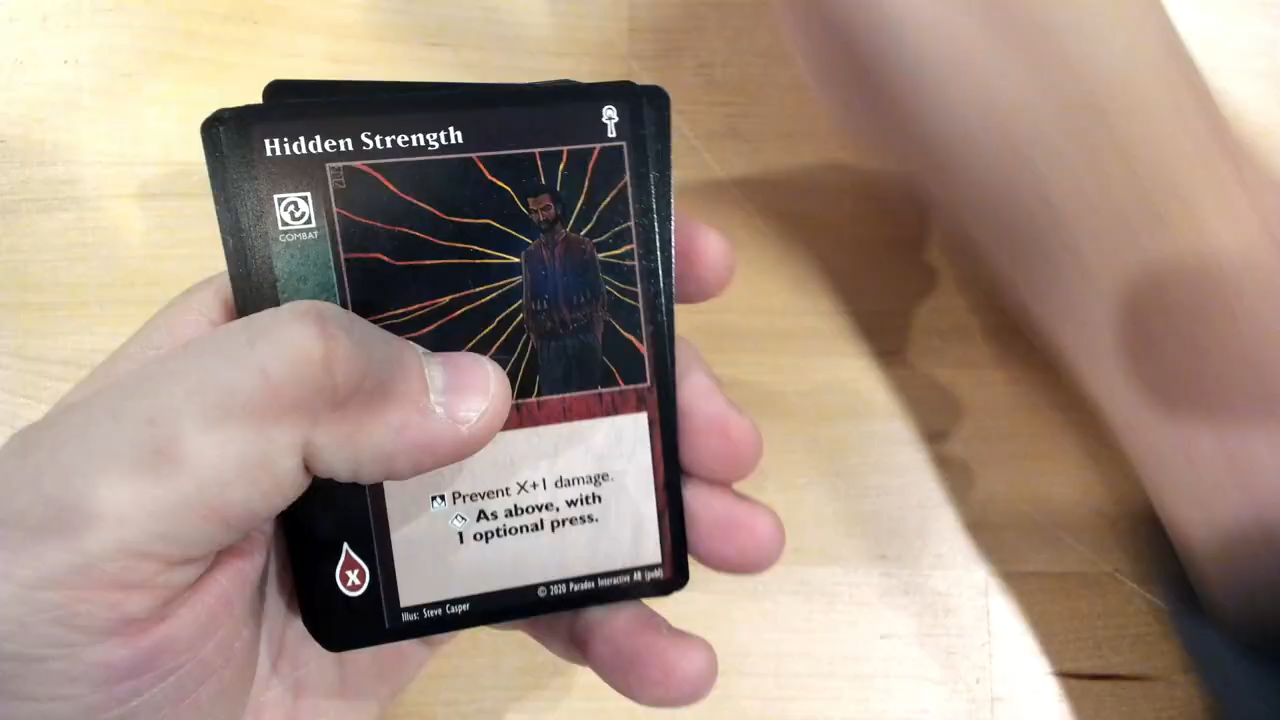 Hidden Strength
COMBAT
Prevent X+1 damage.
As above, with
1 optional press.
X
Illus: Steve Casper
© 2020 Paradox Interactive AB (publ)